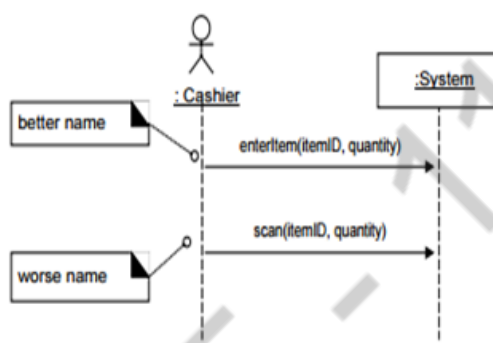 : Cashier
:System
better name
enterItem(itemID, quantity)
scan(itemID, quantity)
worse name